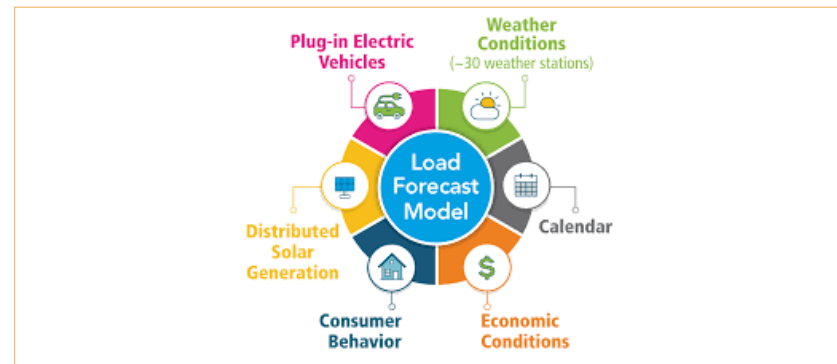 Plug-in Electric
Vehicles
Weather
Conditions
(~30 weather stations)
Load
Forecast
Model
Calendar
Distributed
Solar
Generation
Consumer
Behavior
$
Economic
Conditions